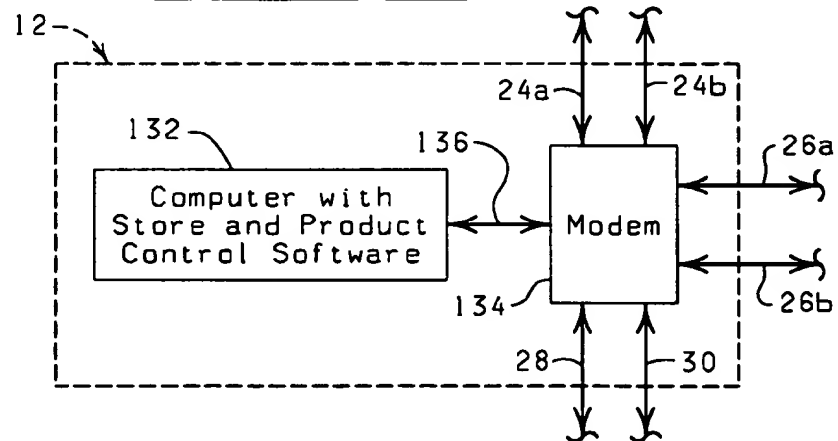 12
24a
24b
132
136
26a
Computer with
Store and Product
Control Software
Modem
134
26b
28
30